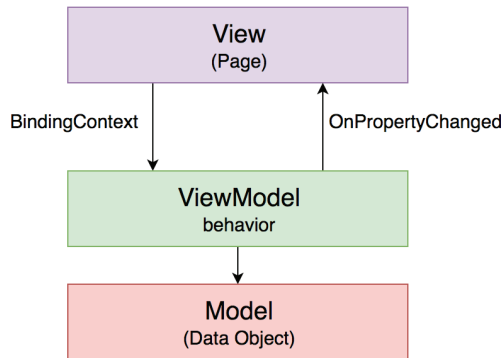 View
(Page)
BindingContext
OnPropertyChanged
ViewModel
behavior
Model
(Data Object)